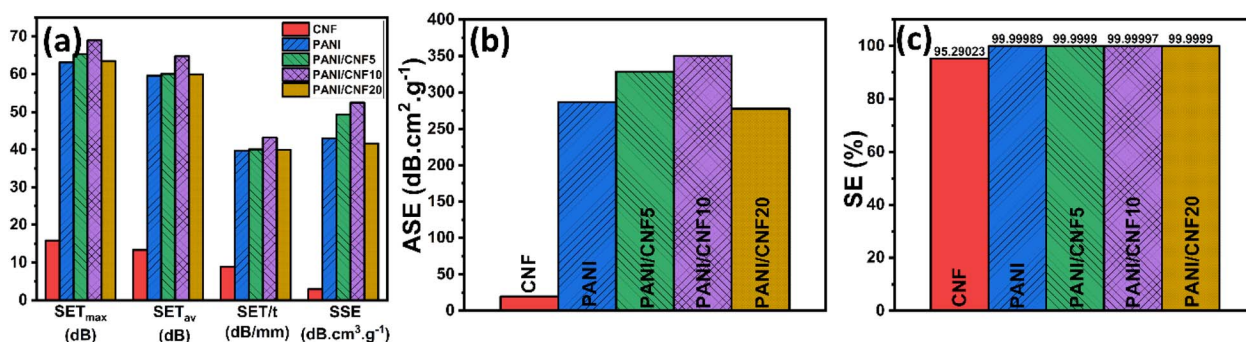 (a)
CNF
PANI
PANI/CNF5
PANI/CNF10
PANI/CNF20
70
60
50
40
30
20
10
0
SETmax
(dB)
SETav
(dB)
SET/t
(dB/mm)
SSE
(dB.cm³.g⁻¹)
(b)
ASE (dB.cm².g⁻¹)
400
350
300
250
200
150
100
50
0
CNF
PANI
PANI/CNF5
PANI/CNF10
PANI/CNF20
(c)
SE (%)
100
80
60
40
20
0
95.29023
99.99989
99.9999
99.99997
99.9999
CNF
PANI
PANI/CNF5
PANI/CNF10
PANI/CNF20